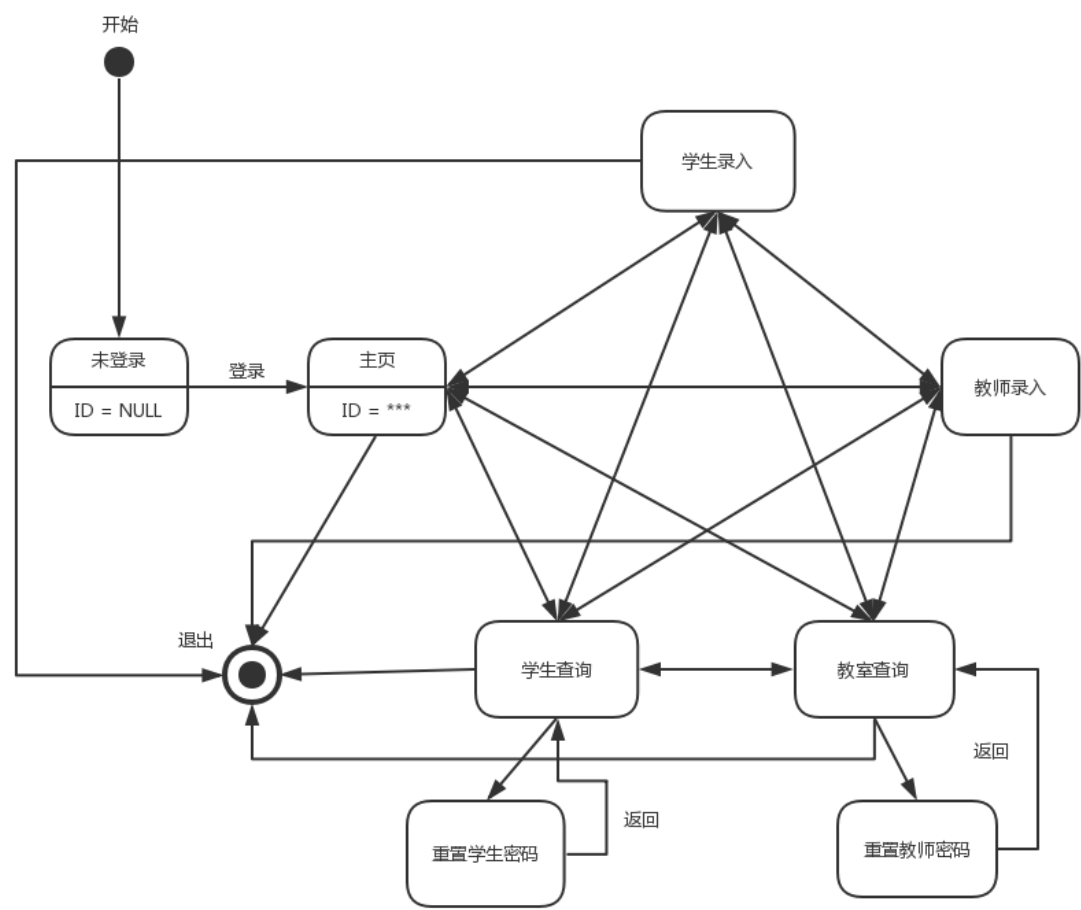 开始
学生录入
未登录
ID = NULL
登录
主页
ID = ***
教师录入
退出
学生查询
教室查询
返回
返回
重置学生密码
重置教师密码